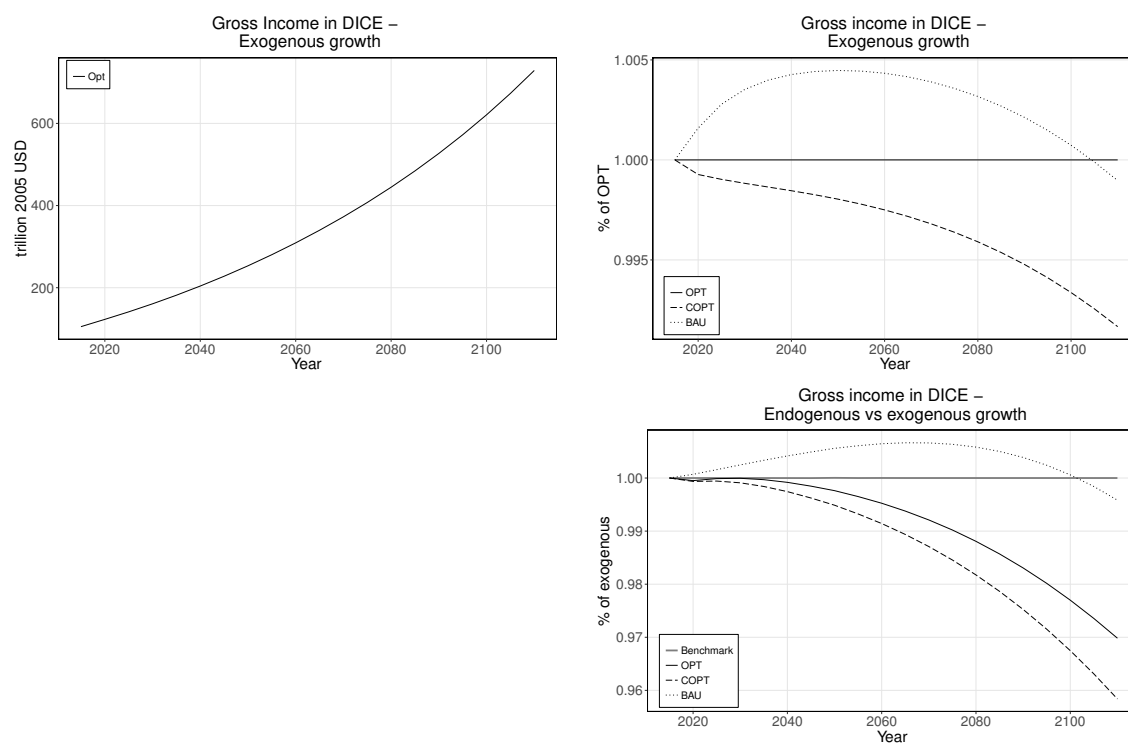 Gross Income in DICE −
Exogenous growth
Opt
600
400
200
trillion 2005 USD
2020 2040 2060 2080 2100
Year
Gross income in DICE −
Exogenous growth
1.005
1.000
0.995
% of OPT
OPT
COPT
BAU
2020 2040 2060 2080 2100
Year
Gross income in DICE −
Endogenous vs exogenous growth
1.00
0.99
0.98
0.97
0.96
% of exogenous
Benchmark
OPT
COPT
BAU
2020 2040 2060 2080 2100
Year